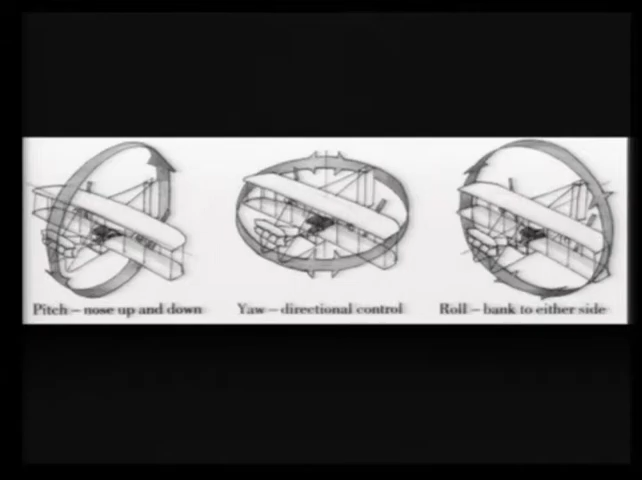 Pitch – nose up and down
Yaw – directional control
Roll – bank to either side